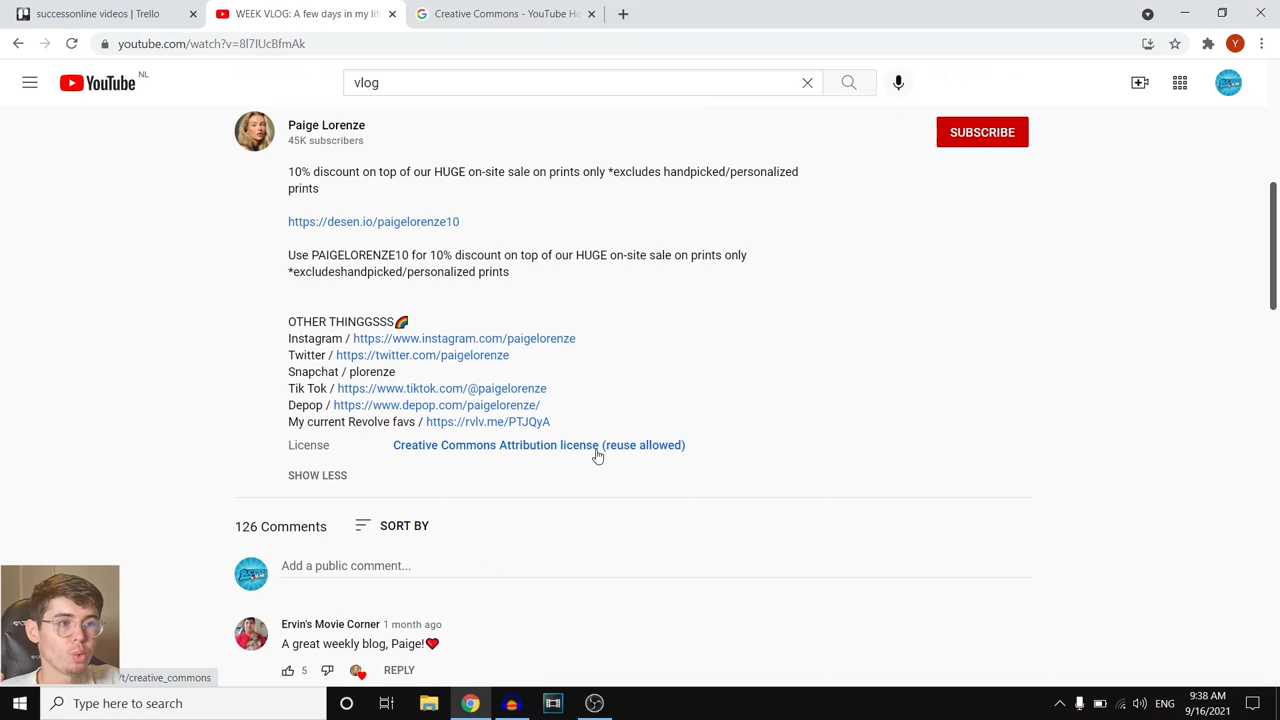 successonline videos | Trello
WEEK VLOG: A few days in my life
Creative Commons - YouTube He
youtube.com/watch?v=8l7IUcBfmAk
Y
YouTube NL
vlog
Paige Lorenze
45K subscribers
SUBSCRIBE
10% discount on top of our HUGE on-site sale on prints only *excludes handpicked/personalized
prints
https://desen.io/paigelorenze10
Use PAIGELORENZE10 for 10% discount on top of our HUGE on-site sale on prints only
*excludeshandpicked/personalized prints
OTHER THINGGSSS🌈
Instagram / https://www.instagram.com/paigelorenze
Twitter / https://twitter.com/paigelorenze
Snapchat / plorenze
Tik Tok / https://www.tiktok.com/@paigelorenze
Depop / https://www.depop.com/paigelorenze/
My current Revolve favs / https://rvlv.me/PTJQyA
License Creative Commons Attribution license (reuse allowed)
SHOW LESS
126 Comments SORT BY
Add a public comment...
Ervin's Movie Corner 1 month ago
A great weekly blog, Paige!❤
5 REPLY
/t/creative_commons
Type here to search
ENG
9:38 AM
9/16/2021